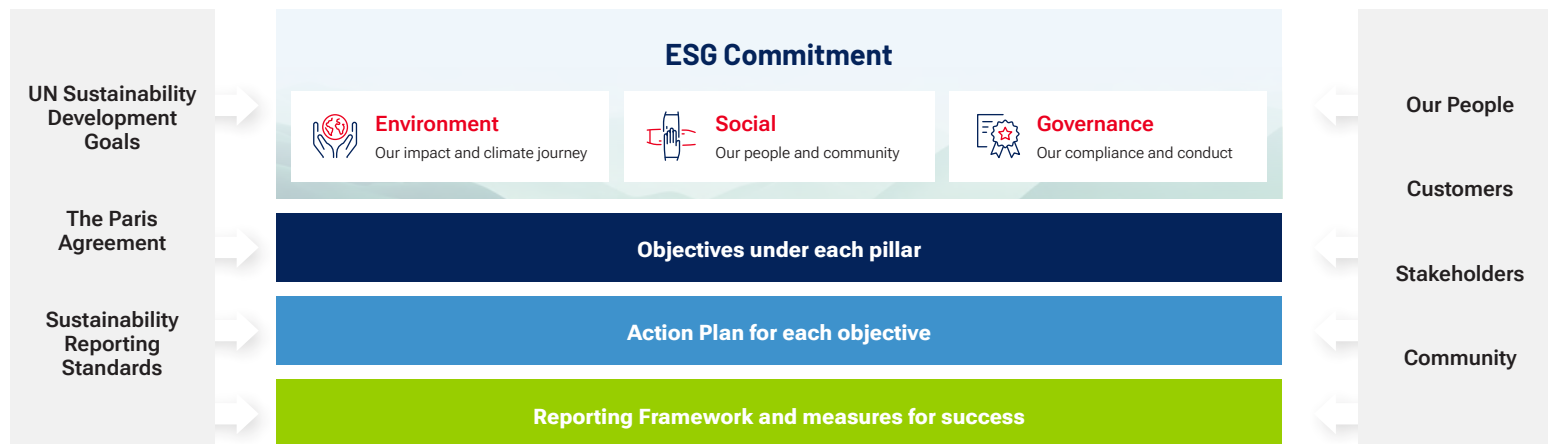 UN Sustainability
Development
Goals
The Paris
Agreement
Sustainability
Reporting
Standards
ESG Commitment
Environment
Our impact and climate journey
Social
Our people and community
Governance
Our compliance and conduct
Objectives under each pillar
Action Plan for each objective
Reporting Framework and measures for success
Our People
Customers
Stakeholders
Community